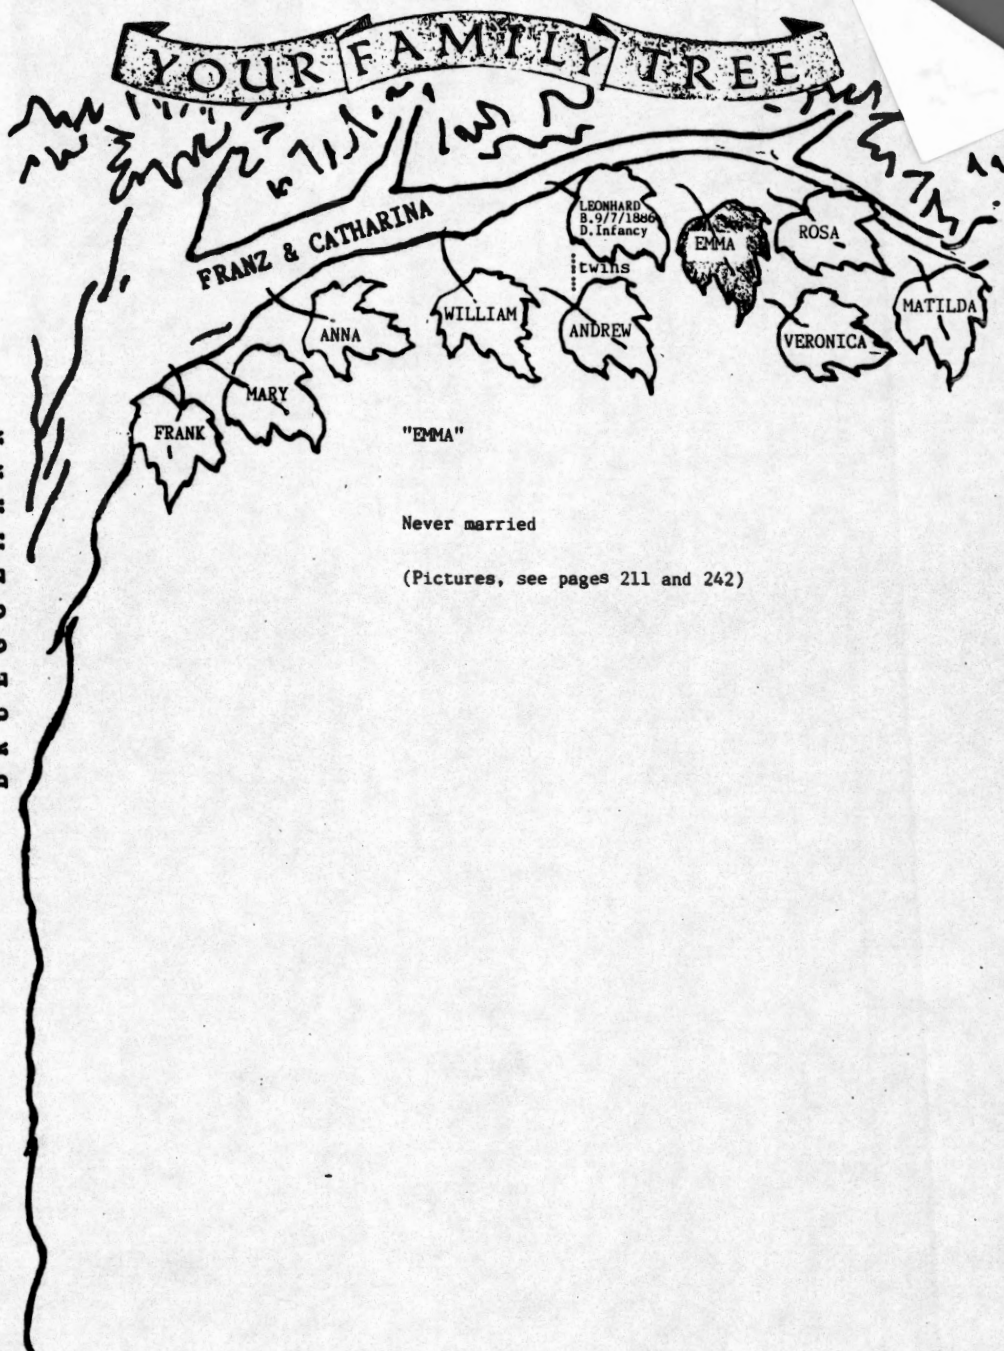 YOUR FAMILY TREE
FRANZ & CATHARINA
LEONHARD
B.9/7/1886
D.Infancy
twins
EMMA
ROSA
MATILDA
VERONICA
ANDREW
WILLIAM
ANNA
MARY
FRANK
"EMMA"
Never married
(Pictures, see pages 211 and 242)